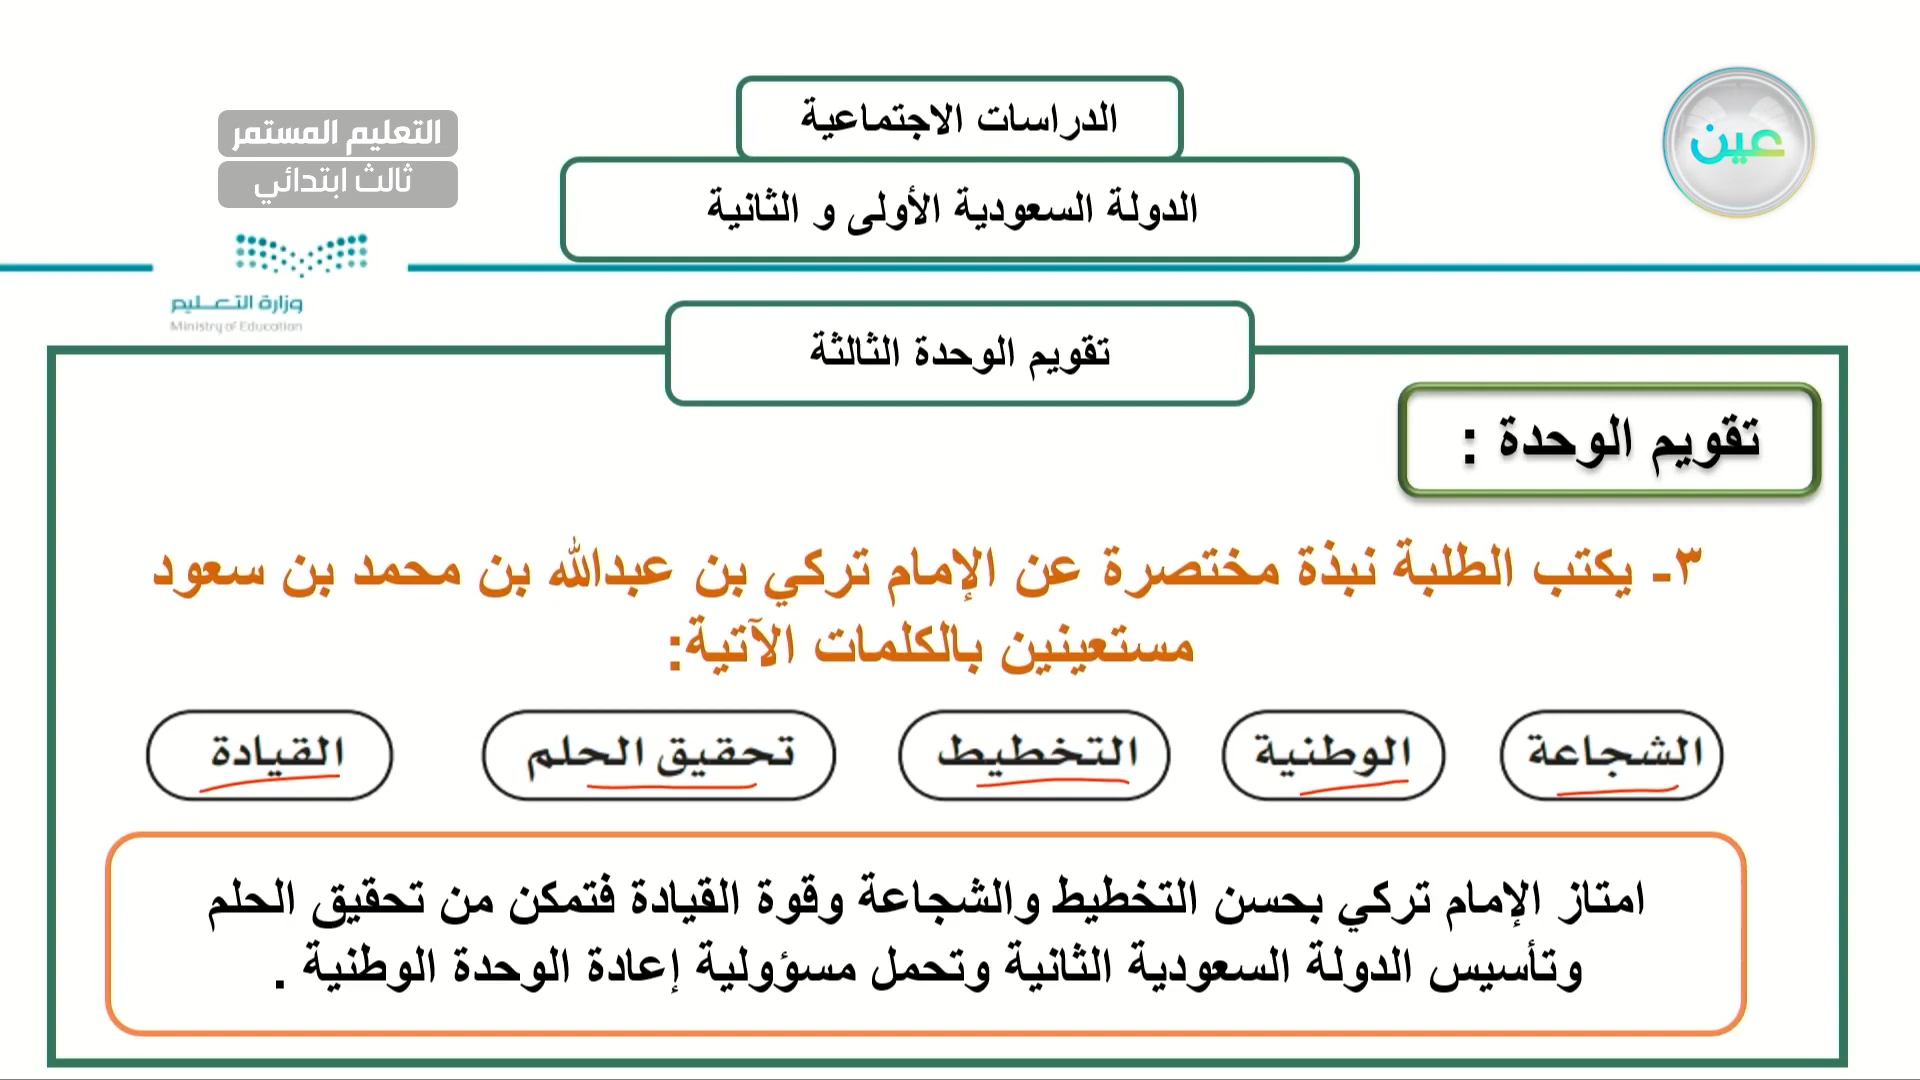 الدراسات الاجتماعية
عين
التعليم المستمر
ثالث ابتدائي
الدولة السعودية الأولى و الثانية
وزارة التعليم
Ministry of Education
تقويم الوحدة الثالثة
تقويم الوحدة :
٣- يكتب الطلبة نبذة مختصرة عن الإمام تركي بن عبدالله بن محمد بن سعود
مستعينين بالكلمات الآتية:
الشجاعة الوطنية التخطيط تحقيق الحلم القيادة
امتاز الإمام تركي بحسن التخطيط والشجاعة وقوة القيادة فتمكن من تحقيق الحلم
وتأسيس الدولة السعودية الثانية وتحمل مسؤولية إعادة الوحدة الوطنية .